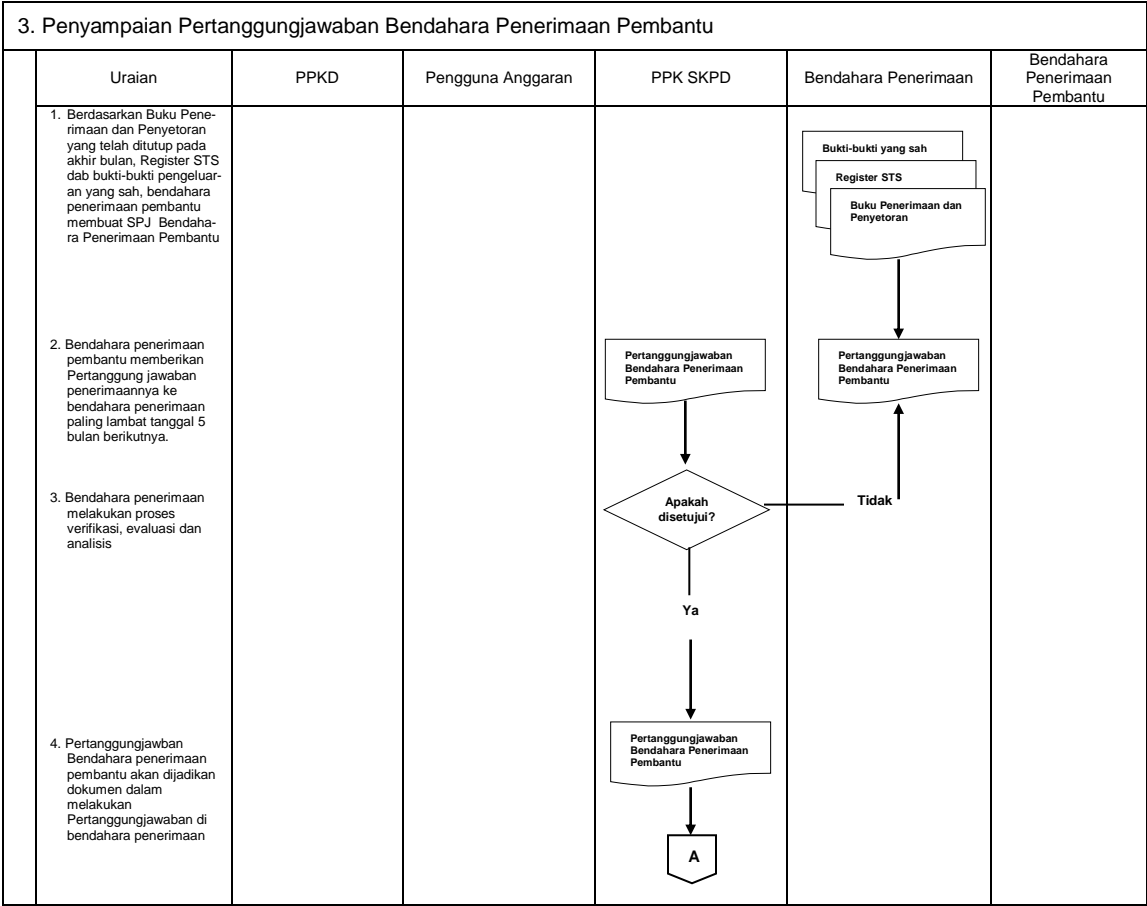 3. Penyampaian Pertanggungjawaban Bendahara Penerimaan Pembantu
Uraian
PPKD
Pengguna Anggaran
PPK SKPD
Bendahara Penerimaan
Bendahara
Penerimaan
Pembantu
1. Berdasarkan Buku Pene-
rimaan dan Penyetoran
yang telah ditutup pada
akhir bulan, Register STS
dab bukti-bukti pengeluar-
an yang sah, bendahara
penerimaan pembantu
membuat SPJ Bendaha-
ra Penerimaan Pembantu
Bukti-bukti yang sah
Register STS
Buku Penerimaan dan
Penyetoran
2. Bendahara penerimaan
pembantu memberikan
Pertanggung jawaban
penerimaannya ke
bendahara penerimaan
paling lambat tanggal 5
bulan berikutnya.
Pertanggungjawaban
Bendahara Penerimaan
Pembantu
Pertanggungjawaban
Bendahara Penerimaan
Pembantu
3. Bendahara penerimaan
melakukan proses
verifikasi, evaluasi dan
analisis
Apakah
disetujui?
Tidak
Ya
4. Pertanggungjawban
Bendahara penerimaan
pembantu akan dijadikan
dokumen dalam
melakukan
Pertanggungjawaban di
bendahara penerimaan
Pertanggungjawaban
Bendahara Penerimaan
Pembantu
A